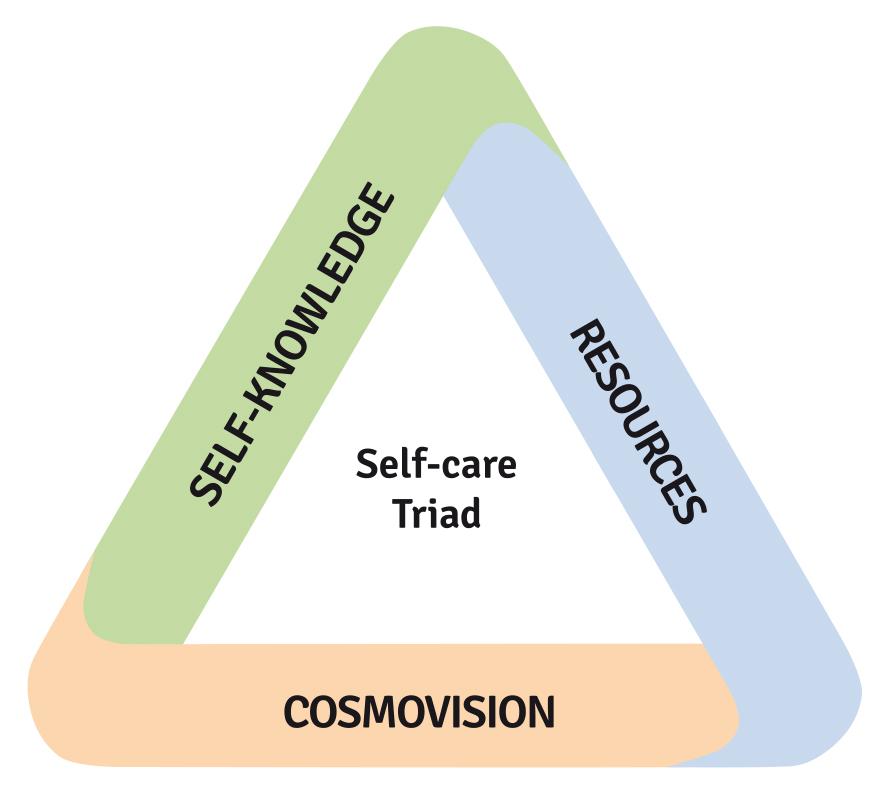 SELF-KNOWLEDGE
RESOURCES
Self-care
Triad
COSMOVISION